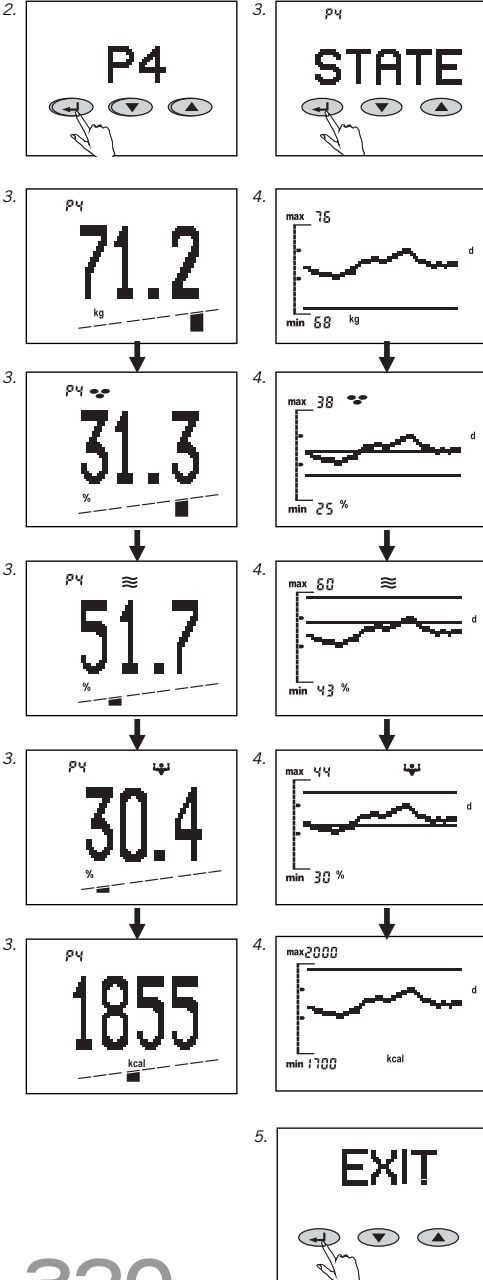 2.
P4
3.
P4
STATE
3.
P4
71.2
kg
4.
max 76
d
min 68 kg
3.
P4
31.3
%
4.
max 38
d
min 25 %
3.
P4
51.7
%
4.
max 60
d
min 43 %
3.
P4
30.4
%
4.
max 44
d
min 30 %
3.
P4
1855
kcal
4.
max 2000
d
min 1700 kcal
5.
EXIT